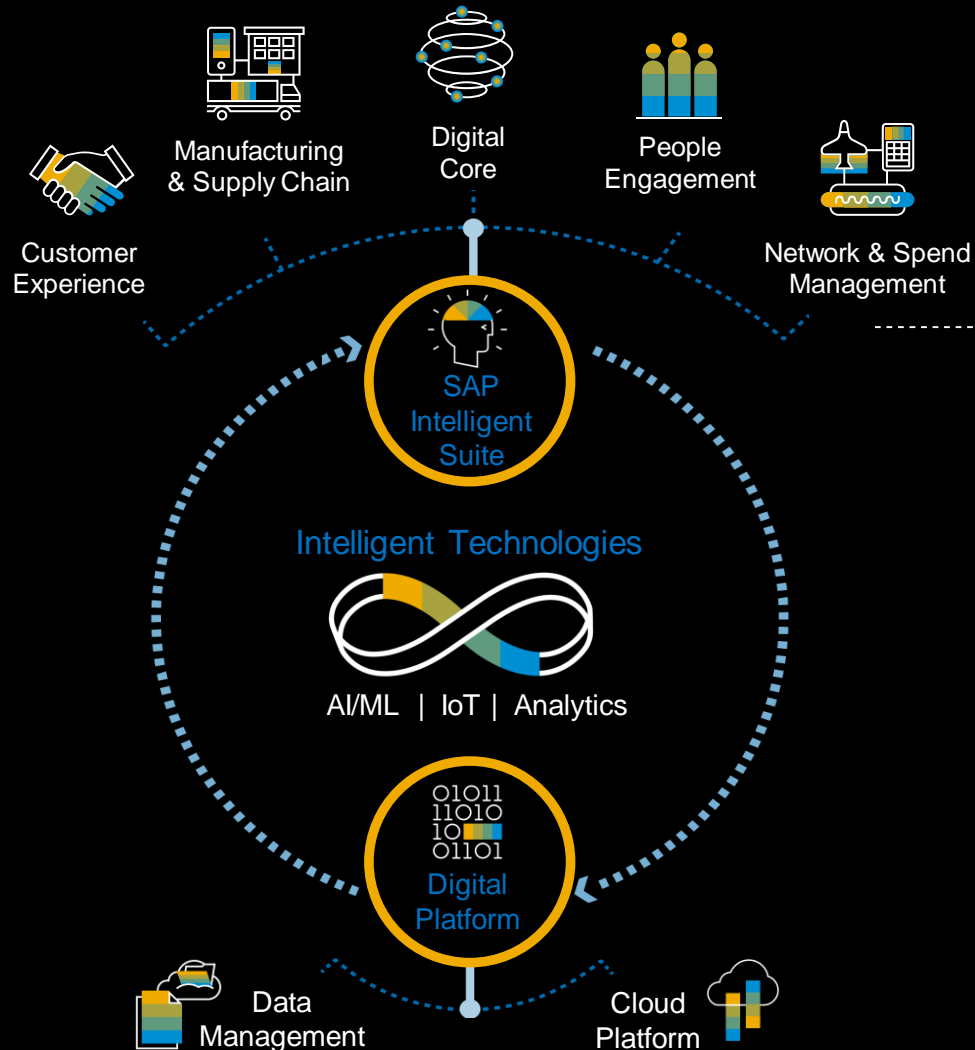 Customer
Experience
Manufacturing
& Supply Chain
Digital
Core
People
Engagement
Network & Spend
Management
SAP
Intelligent
Suite
Intelligent Technologies
AI/ML | IoT | Analytics
01011
11010
10
01101
Digital
Platform
Data
Management
Cloud
Platform